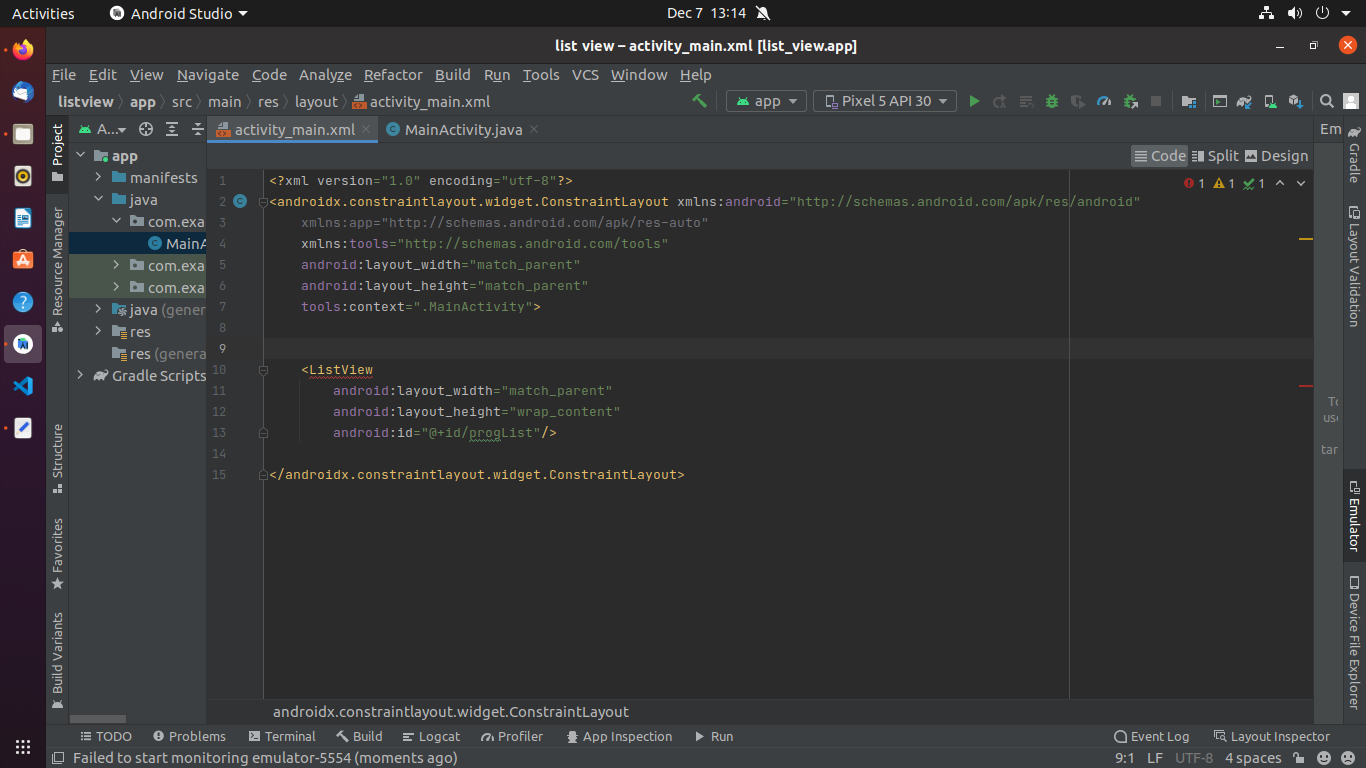 Activities Android Studio Dec 7 13:14
list view – activity_main.xml [list_view.app]
File Edit View Navigate Code Analyze Refactor Build Run Tools VCS Window Help
listview app src main res layout activity_main.xml app Pixel 5 API 30
Project A... activity_main.xml MainActivity.java Em
Code Split Design
app
manifests
java
com.exa
MainA
com.exa
com.exa
java (gener
res
res (genera
Gradle Scripts
Resource Manager
Structure
Favorites
Build Variants
1 <?xml version="1.0" encoding="utf-8"?> 1 1 1
2 <androidx.constraintlayout.widget.ConstraintLayout xmlns:android="http://schemas.android.com/apk/res/android"
3 xmlns:app="http://schemas.android.com/apk/res-auto"
4 xmlns:tools="http://schemas.android.com/tools"
5 android:layout_width="match_parent"
6 android:layout_height="match_parent"
7 tools:context=".MainActivity">
8
9
10 <ListView
11 android:layout_width="match_parent"
12 android:layout_height="wrap_content"
13 android:id="@+id/progList"/>
14
15 </androidx.constraintlayout.widget.ConstraintLayout>
To
use
tar
Gradle
Layout Validation
Emulator
Device File Explorer
androidx.constraintlayout.widget.ConstraintLayout
TODO Problems Terminal Build Logcat Profiler App Inspection Run Event Log Layout Inspector
Failed to start monitoring emulator-5554 (moments ago) 9:1 LF UTF-8 4 spaces